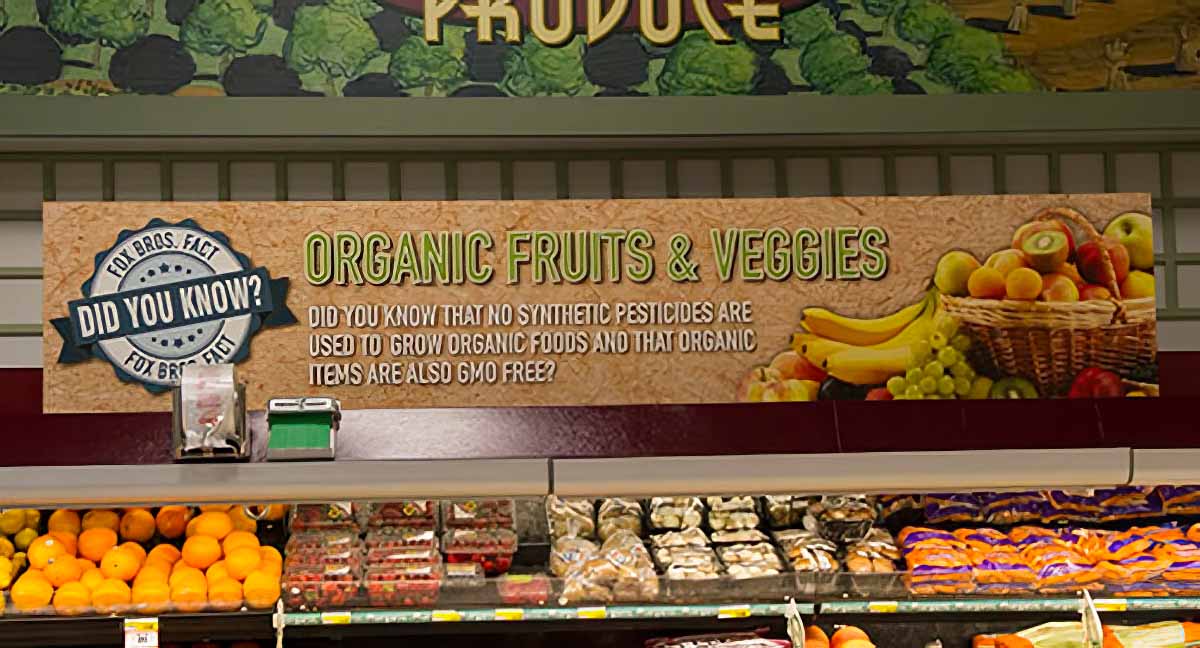 PRODUCE
FOX BROS. FACT
DID YOU KNOW?
FOX BROS. FACT
ORGANIC FRUITS & VEGGIES
DID YOU KNOW THAT NO SYNTHETIC PESTICIDES ARE
USED TO GROW ORGANIC FOODS AND THAT ORGANIC
ITEMS ARE ALSO GMO FREE?